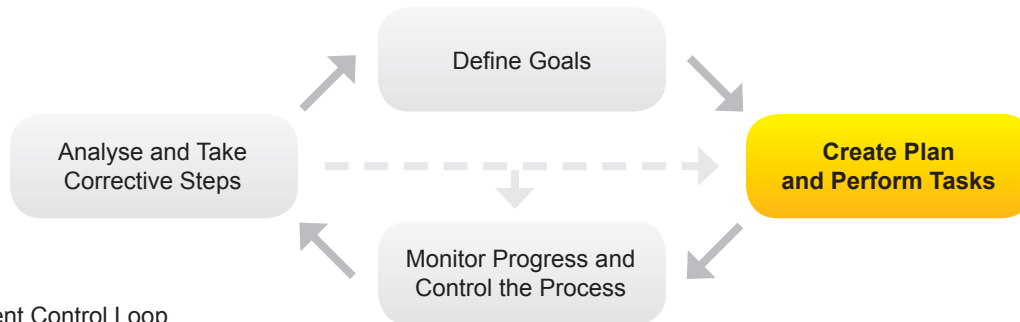 Define Goals
Analyse and Take
Corrective Steps
Create Plan
and Perform Tasks
Monitor Progress and
Control the Process
ent Control Loop